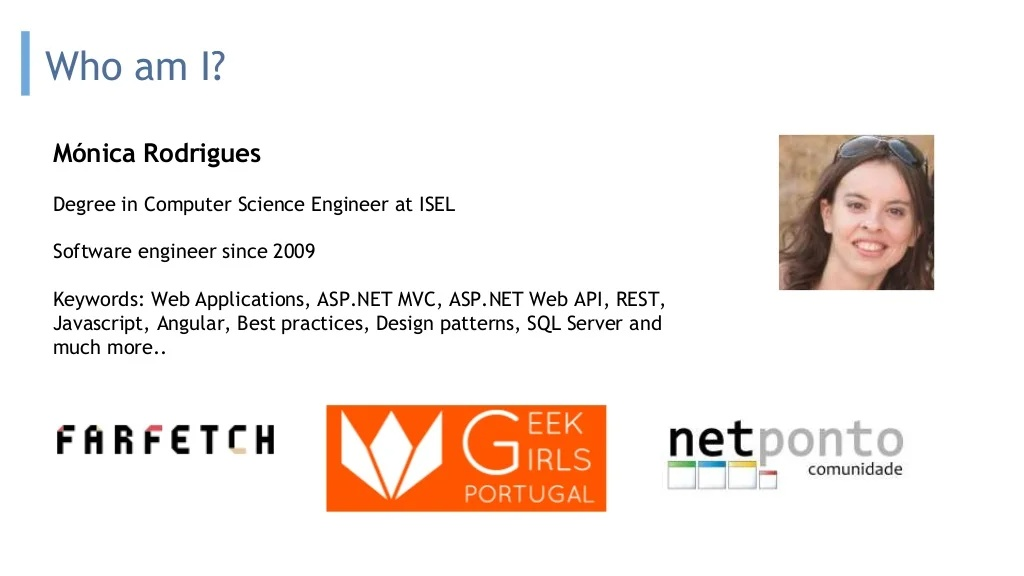 Who am I?
Mónica Rodrigues
Degree in Computer Science Engineer at ISEL
Software engineer since 2009
Keywords: Web Applications, ASP.NET MVC, ASP.NET Web API, REST,
Javascript, Angular, Best practices, Design patterns, SQL Server and
much more..
FARFETCH
GEEK
GIRLS
PORTUGAL
netponto
comunidade